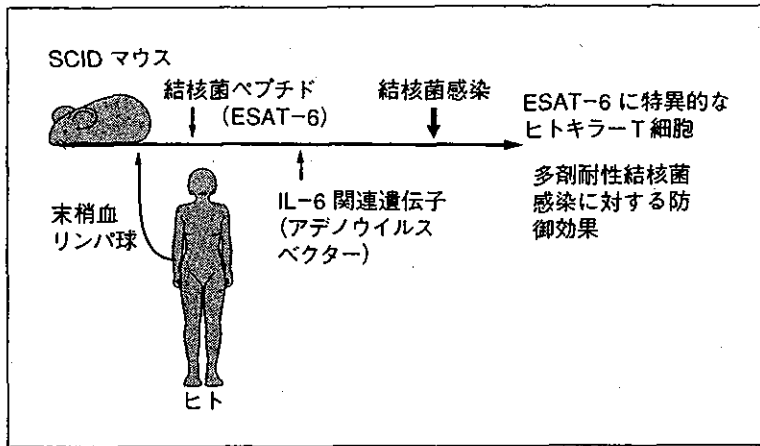 SCID マウス
結核菌ペプチド
(ESAT-6)
結核菌感染
ESAT-6 に特異的な
ヒトキラーT 細胞
多剤耐性結核菌
感染に対する防
御効果
末梢血
リンパ球
IL-6 関連遺伝子
(アデノウイルス
ベクター)
ヒト